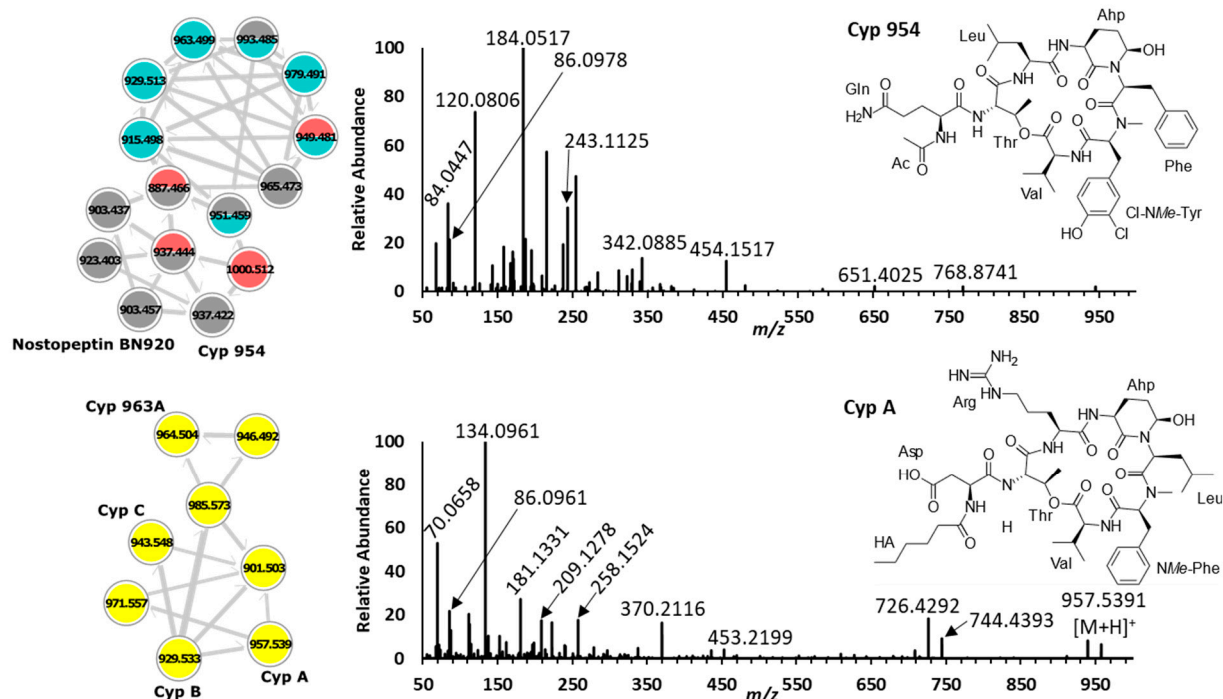 963.499
993.485
929.513
979.491
915.498
949.481
887.466
965.473
903.437
951.459
923.403
937.444
1000.512
903.457
937.422
Nostopeptin BN920
Cyp 954
Relative Abundance
100
80
60
40
20
0
184.0517
86.0978
120.0806
84.0447
243.1125
342.0885
454.1517
651.4025
768.8741
50
150
250
350
450
550
650
750
850
950
m/z
Cyp 954
Leu
Ahp
Gln
Ac
Thr
Val
Phe
Cl-NMe-Tyr
O
H2N
NH
HN
N
OH
HO
Cl
Cyp 963A
964.504
946.492
985.573
Cyp C
943.548
901.503
971.557
957.539
929.533
Cyp B
Cyp A
Relative Abundance
100
80
60
40
20
0
134.0961
70.0658
86.0961
181.1331
209.1278
258.1524
370.2116
453.2199
726.4292
744.4393
957.5391
[M+H]+
50
150
250
350
450
550
650
750
850
950
m/z
Cyp A
NH2
HN
NH
Arg
Ahp
OH
Asp
HO
O
N
H
HA
Thr
Val
Leu
NMe-Phe